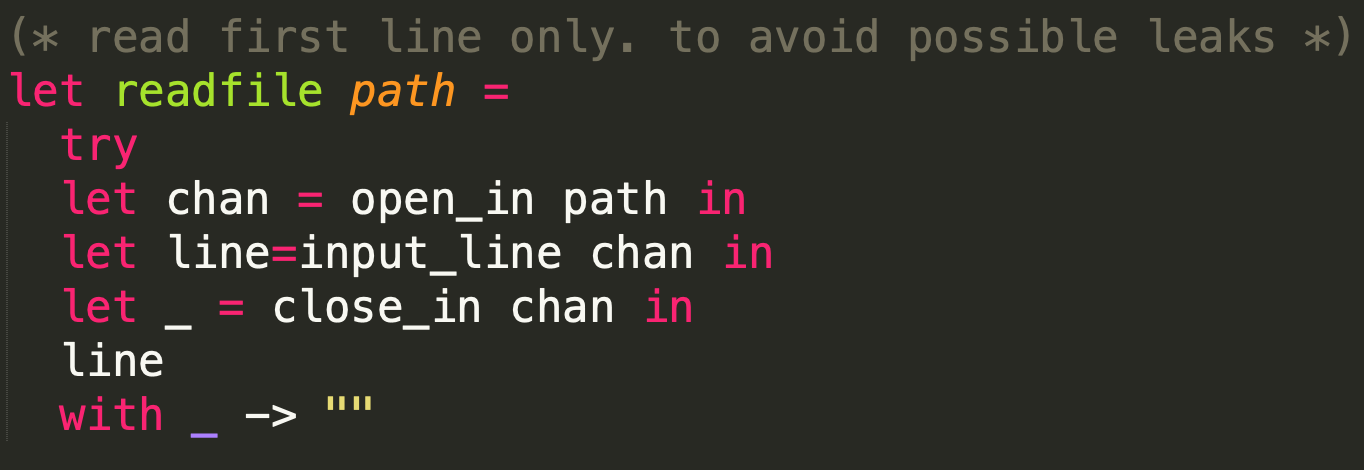 (* read first line only. to avoid possible leaks *)
let readfile path =
  try
  let chan = open_in path in
  let line=input_line chan in
  let _ = close_in chan in
  line
  with _ -> ""